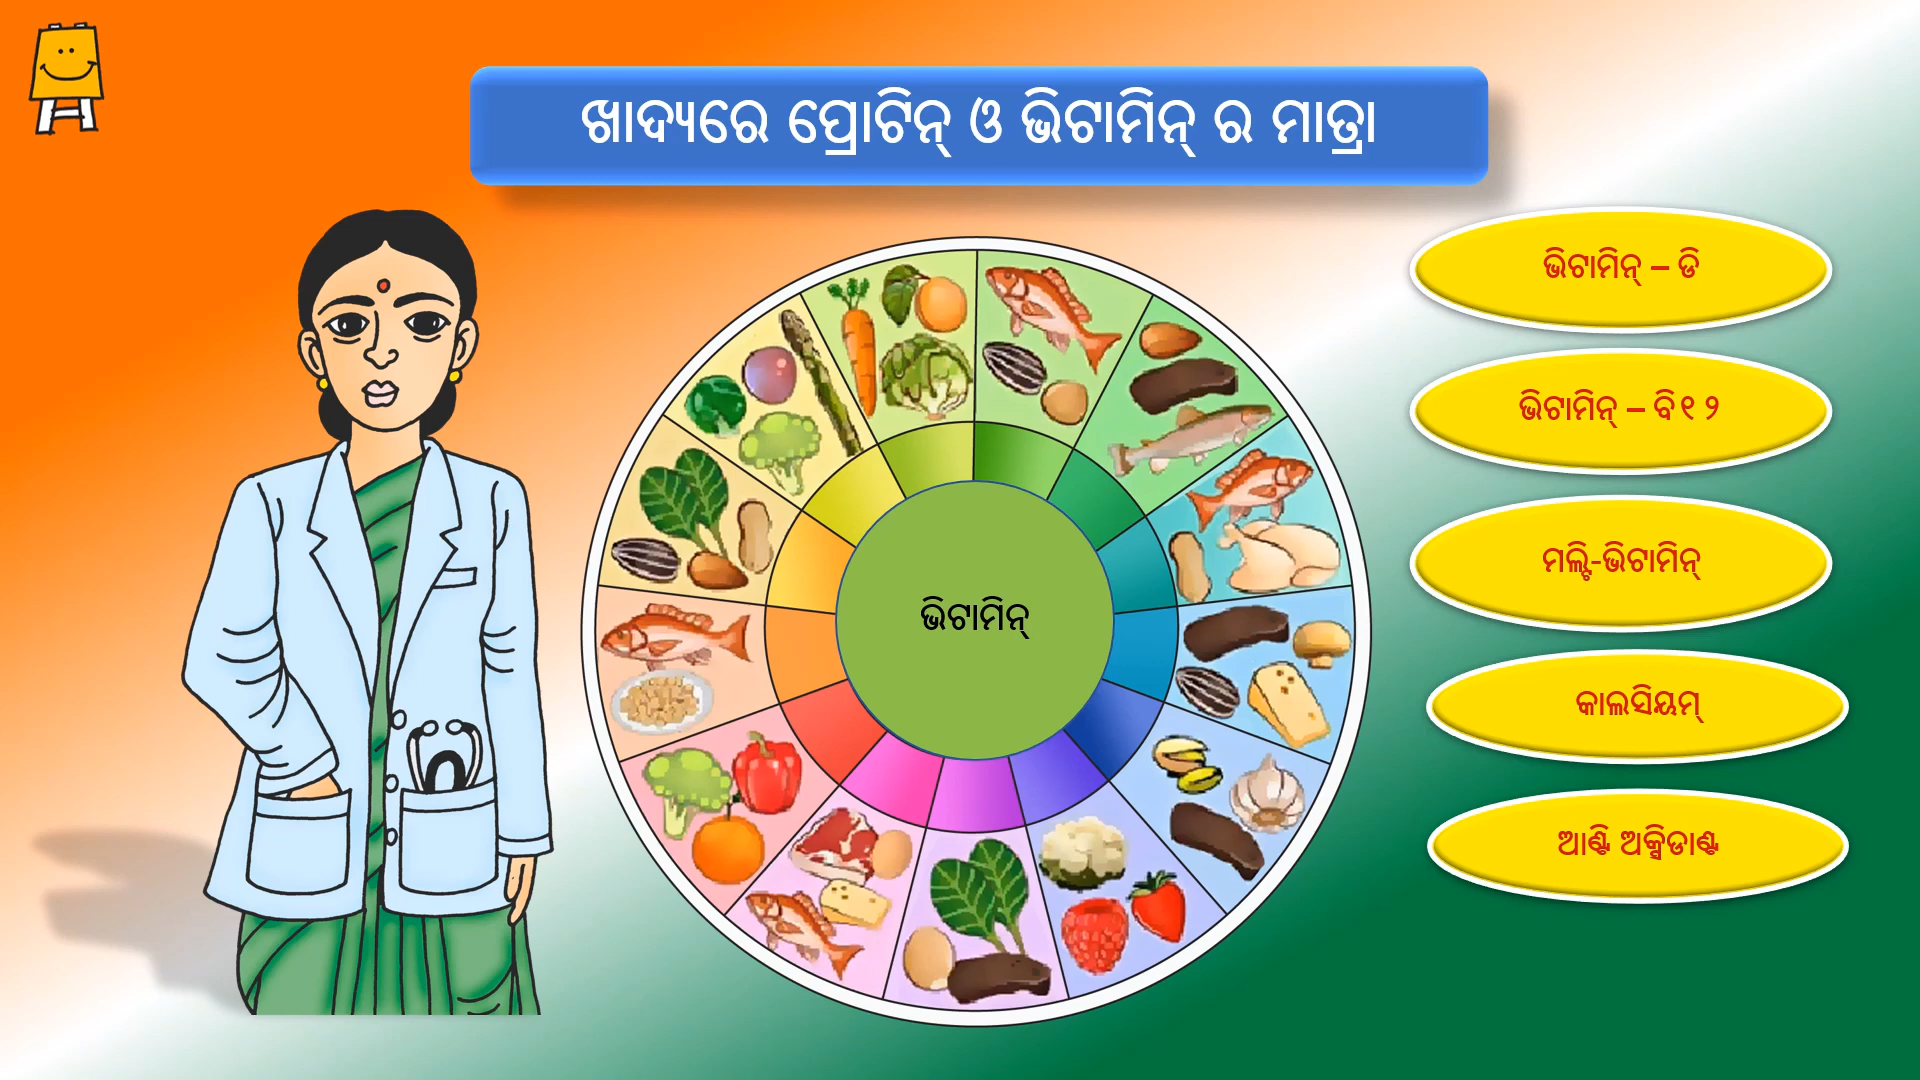 ଖାଦ୍ୟରେ ପ୍ରୋଟିନ୍ ଓ ଭିଟାମିନ୍ ର ମାତ୍ରା
ଭିଟାମିନ୍ – ଡି
ଭିଟାମିନ୍ – ବି୧୨
ମଲ୍ଟି-ଭିଟାମିନ୍
କାଲସିୟମ୍
ଆଣ୍ଟି ଅକ୍ସିଡାଣ୍ଟ
ଭିଟାମିନ୍